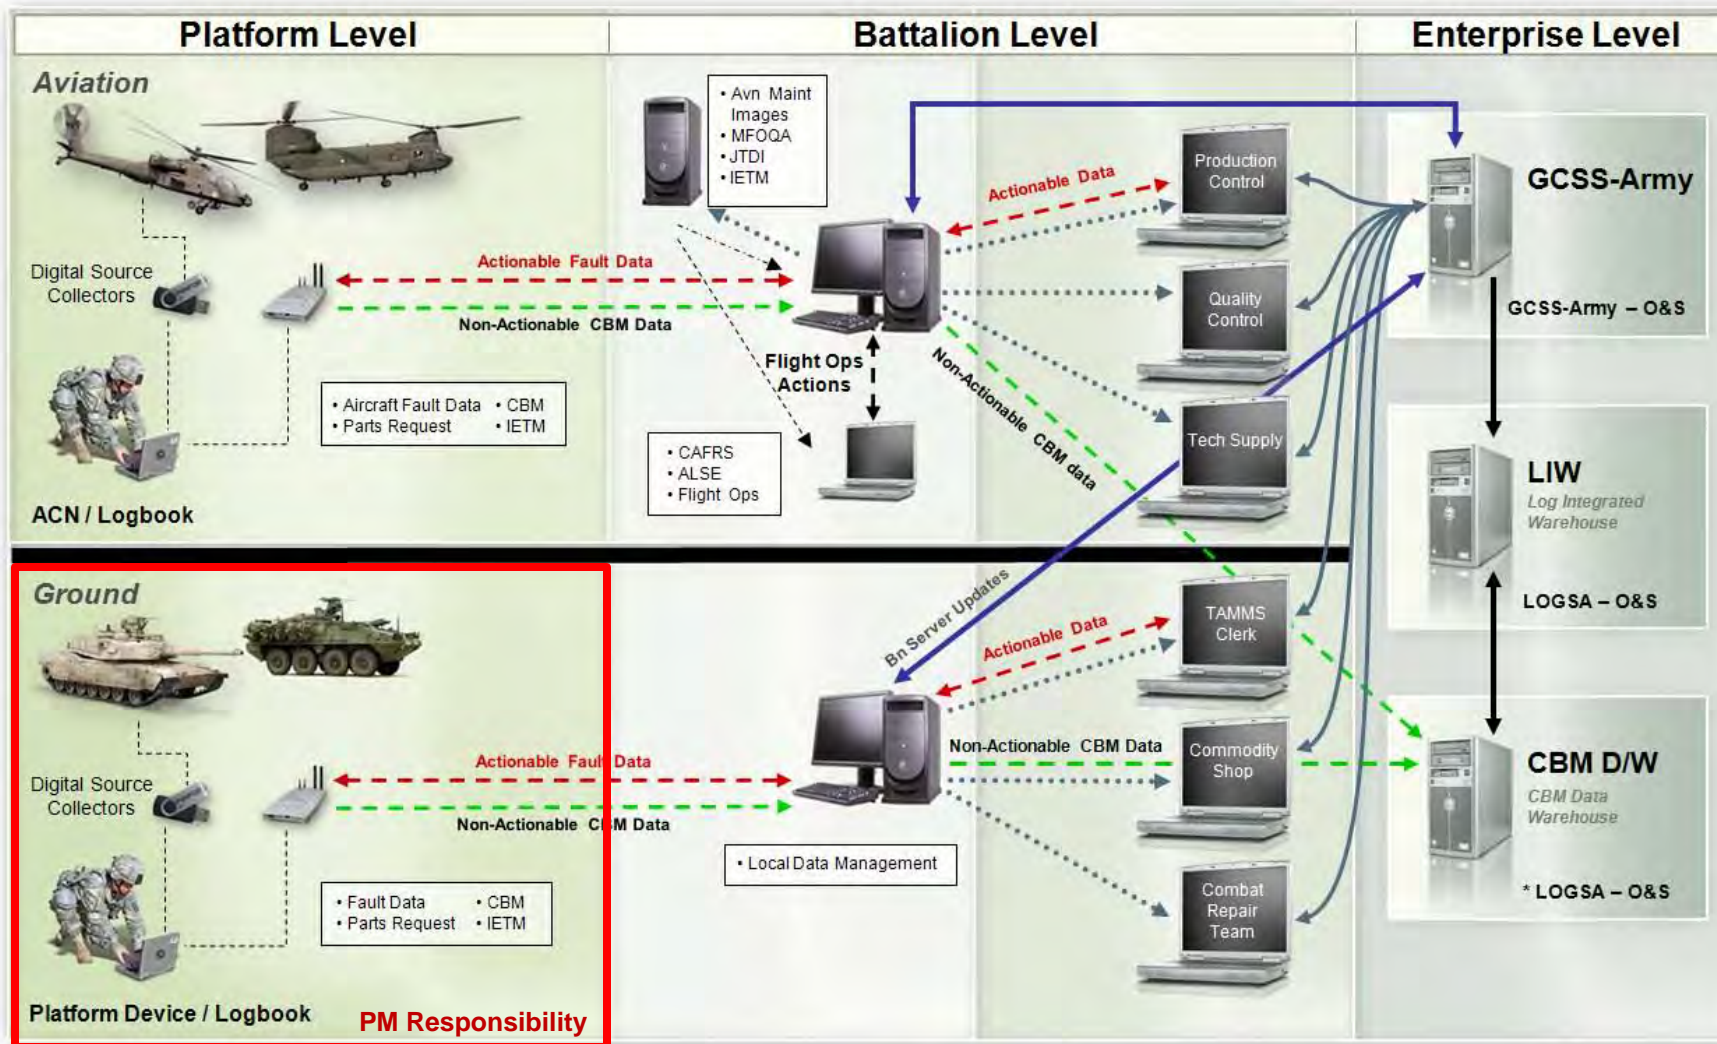 Platform Level
Battalion Level
Enterprise Level
Aviation
Digital Source
Collectors
Actionable Fault Data
Non-Actionable CBM Data
• Aircraft Fault Data • CBM
• Parts Request • IETM
ACN / Logbook
• Avn Maint
Images
• MFOQA
• JTDI
• IETM
Flight Ops
Actions
• CAFRS
• ALSE
• Flight Ops
Actionable Data
Non-Actionable CBM data
Production
Control
Quality
Control
Tech Supply
GCSS-Army
GCSS-Army – O&S
LIW
Log Integrated
Warehouse
LOGSA – O&S
Ground
Digital Source
Collectors
Actionable Fault Data
Non-Actionable CBM Data
• Fault Data • CBM
• Parts Request • IETM
Platform Device / Logbook
PM Responsibility
Bn Server Updates
Actionable Data
Non-Actionable CBM Data
• Local Data Management
TAMMS
Clerk
Commodity
Shop
Combat
Repair
Team
CBM D/W
CBM Data
Warehouse
* LOGSA – O&S